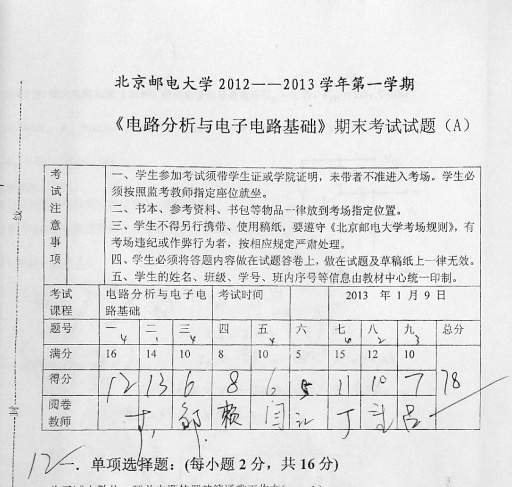 北京邮电大学 2012——2013 学年第一学期
《电路分析与电子电路基础》期末考试试题（A）
考试注意事项
一、学生参加考试须带学生证或学院证明，未带者不准进入考场。学生必
须按照监考教师指定座位就坐。
二、书本、参考资料、书包等物品一律放到考场指定位置。
三、学生不得另行携带、使用稿纸，要遵守《北京邮电大学考场规则》，有
考场违纪或作弊行为者，按相应规定严肃处理。
四、学生必须将答题内容做在试题答卷上，做在试题及草稿纸上一律无效。
五、学生的姓名、班级、学号、班内序号等信息由教材中心统一印制。
考试课程 电路分析与电子电路基础 考试时间 2013 年 1 月 9 日
题号 一 二 三 四 五 六 七 八 九 总分
4 1 4 4 4 2 3
满分 16 14 10 8 10 5 15 12 10
得分 12 13 6 8 6 5 11 10 7 78
阅卷教师 赖 闫 江 丁 吕
12 一. 单项选择题：(每小题 2 分，共 16 分)